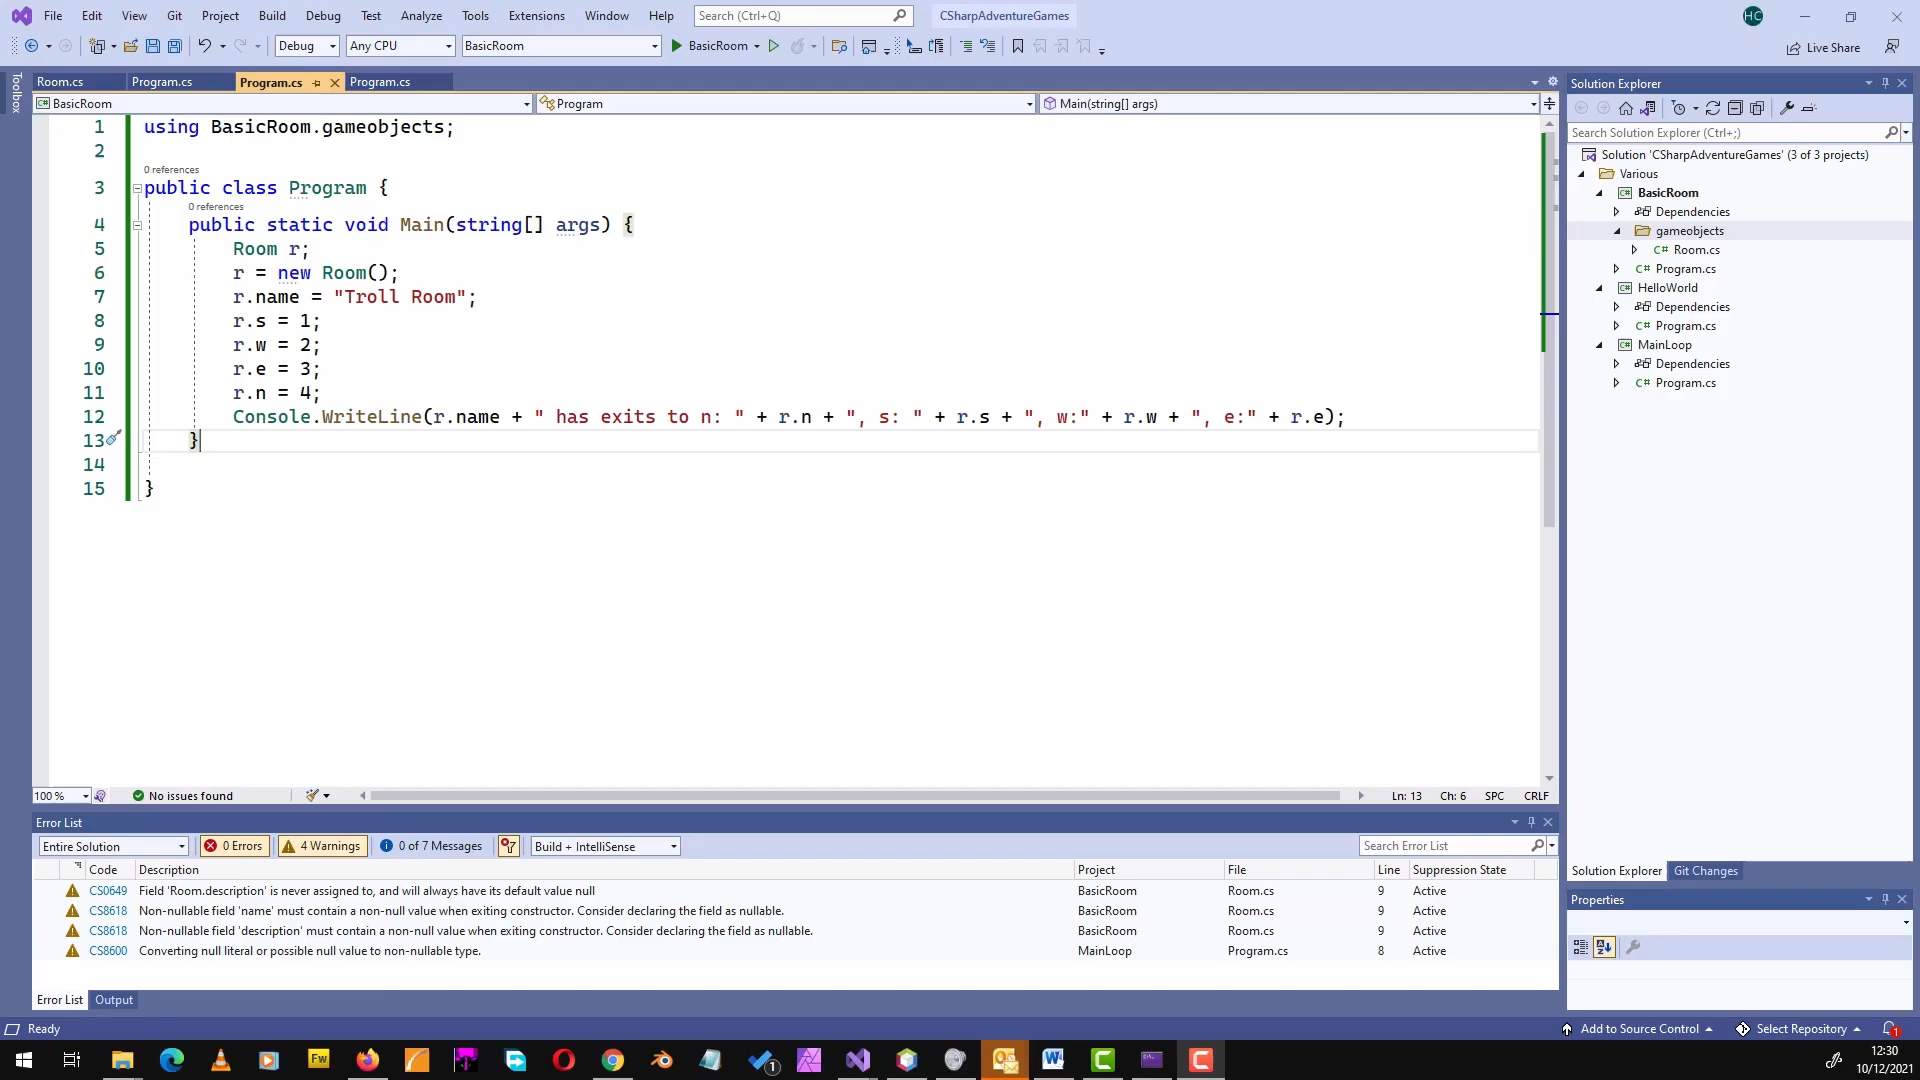 File Edit View Git Project Build Debug Test Analyze Tools Extensions Window Help Search (Ctrl+Q) CSharpAdventureGames HC
Debug Any CPU BasicRoom BasicRoom Live Share
Toolbox
Room.cs Program.cs Program.cs Program.cs
BasicRoom Program Main(string[] args)
1 using BasicRoom.gameobjects;
2
0 references
3 public class Program {
0 references
4 public static void Main(string[] args) {
5 Room r;
6 r = new Room();
7 r.name = "Troll Room";
8 r.s = 1;
9 r.w = 2;
10 r.e = 3;
11 r.n = 4;
12 Console.WriteLine(r.name + " has exits to n: " + r.n + ", s: " + r.s + ", w:" + r.w + ", e:" + r.e);
13 }
14
15 }
100 % No issues found Ln: 13 Ch: 6 SPC CRLF
Solution Explorer
Search Solution Explorer (Ctrl+;)
Solution 'CSharpAdventureGames' (3 of 3 projects)
Various
BasicRoom
Dependencies
gameobjects
C# Room.cs
C# Program.cs
HelloWorld
Dependencies
C# Program.cs
MainLoop
Dependencies
C# Program.cs
Solution Explorer Git Changes
Properties
Error List
Entire Solution 0 Errors 4 Warnings 0 of 7 Messages Build + IntelliSense Search Error List
Code Description Project File Line Suppression State
CS0649 Field 'Room.description' is never assigned to, and will always have its default value null BasicRoom Room.cs 9 Active
CS8618 Non-nullable field 'name' must contain a non-null value when exiting constructor. Consider declaring the field as nullable. BasicRoom Room.cs 9 Active
CS8618 Non-nullable field 'description' must contain a non-null value when exiting constructor. Consider declaring the field as nullable. BasicRoom Room.cs 9 Active
CS8600 Converting null literal or possible null value to non-nullable type. MainLoop Program.cs 8 Active
Error List Output
Ready Add to Source Control Select Repository 1
Fw 1
12:30
10/12/2021